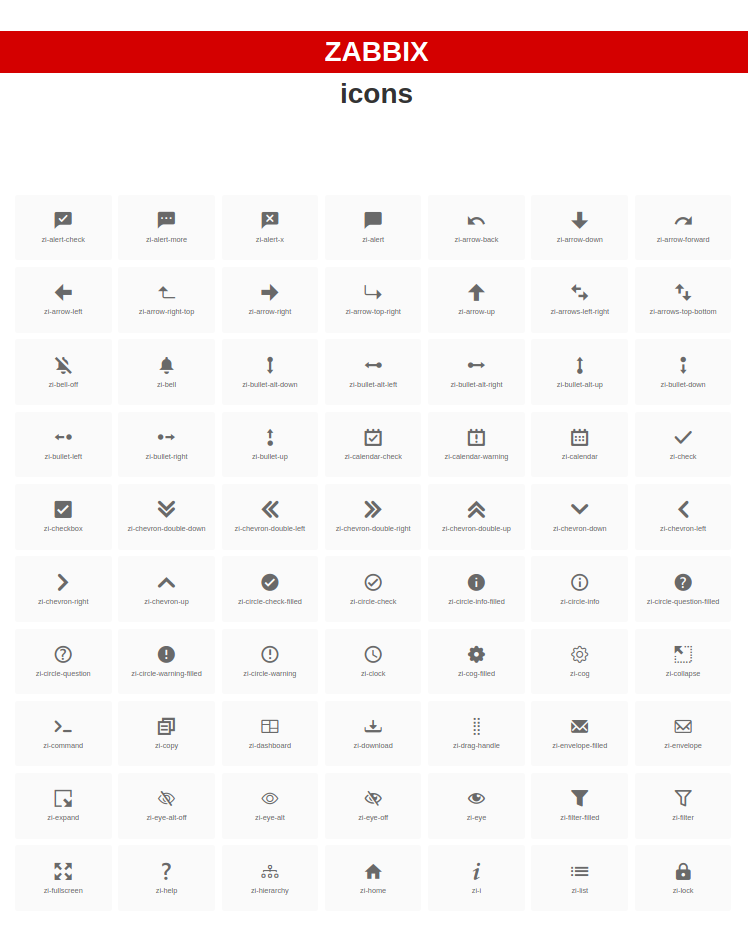 ZABBIX
icons
zi-alert-check zi-alert-more zi-alert-x zi-alert zi-arrow-back zi-arrow-down zi-arrow-forward
zi-arrow-left zi-arrow-right-top zi-arrow-right zi-arrow-top-right zi-arrow-up zi-arrows-left-right zi-arrows-top-bottom
zi-bell-off zi-bell zi-bullet-alt-down zi-bullet-alt-left zi-bullet-alt-right zi-bullet-alt-up zi-bullet-down
zi-bullet-left zi-bullet-right zi-bullet-up zi-calendar-check zi-calendar-warning zi-calendar zi-check
zi-checkbox zi-chevron-double-down zi-chevron-double-left zi-chevron-double-right zi-chevron-double-up zi-chevron-down zi-chevron-left
zi-chevron-right zi-chevron-up zi-circle-check-filled zi-circle-check zi-circle-info-filled zi-circle-info zi-circle-question-filled
zi-circle-question zi-circle-warning-filled zi-circle-warning zi-clock zi-cog-filled zi-cog zi-collapse
zi-command zi-copy zi-dashboard zi-download zi-drag-handle zi-envelope-filled zi-envelope
zi-expand zi-eye-alt-off zi-eye-alt zi-eye-off zi-eye zi-filter-filled zi-filter
zi-fullscreen zi-help zi-hierarchy zi-home zi-i zi-list zi-lock